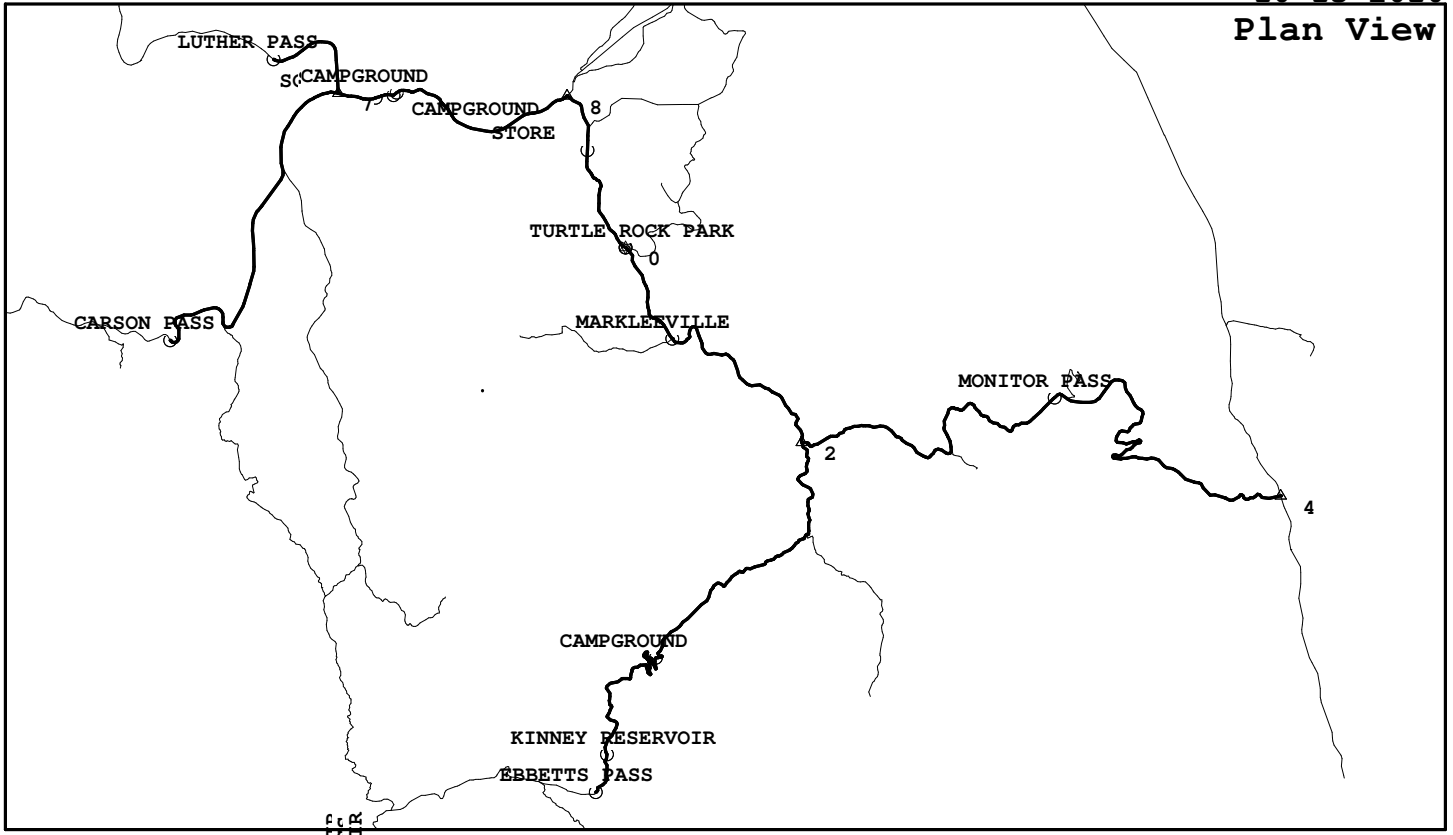 Plan View
LUTHER PASS
CAMPGROUND
7
CAMPGROUND
8
STORE
TURTLE ROCK PARK
0
CARSON PASS
MARKLEEVILLE
MONITOR PASS
2
4
CAMPGROUND
KINNEY RESERVOIR
EBBETTS PASS